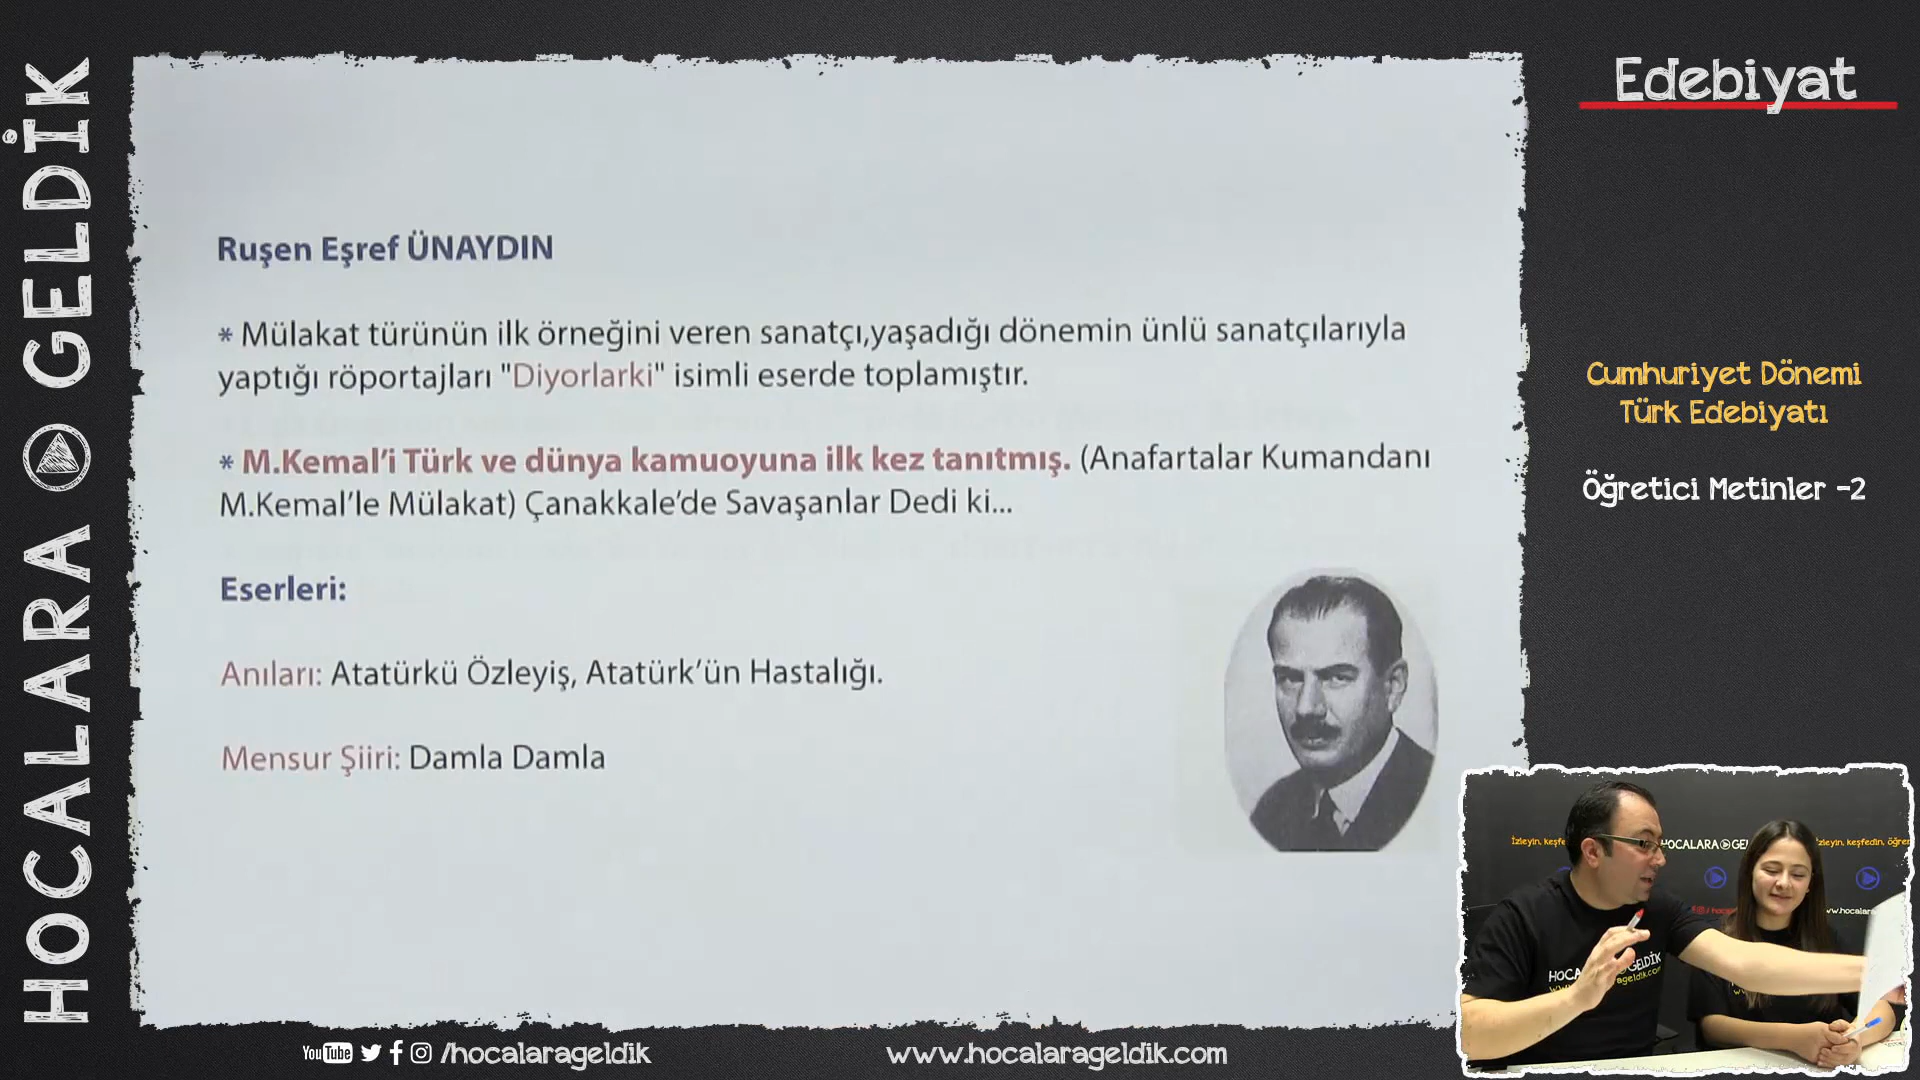 HOCALARA GELDİK
Edebiyat
Ruşen Eşref ÜNAYDIN
* Mülakat türünün ilk örneğini veren sanatçı,yaşadığı dönemin ünlü sanatçılarıyla
yaptığı röportajları "Diyorlarki" isimli eserde toplamıştır.
* M.Kemal’i Türk ve dünya kamuoyuna ilk kez tanıtmış. (Anafartalar Kumandanı
M.Kemal’le Mülakat) Çanakkale’de Savaşanlar Dedi ki...
Eserleri:
Anıları: Atatürkü Özleyiş, Atatürk’ün Hastalığı.
Mensur Şiiri: Damla Damla
Cumhuriyet Dönemi
Türk Edebiyatı
Öğretici Metinler -2
YouTube /hocalarageldik
www.hocalarageldik.com